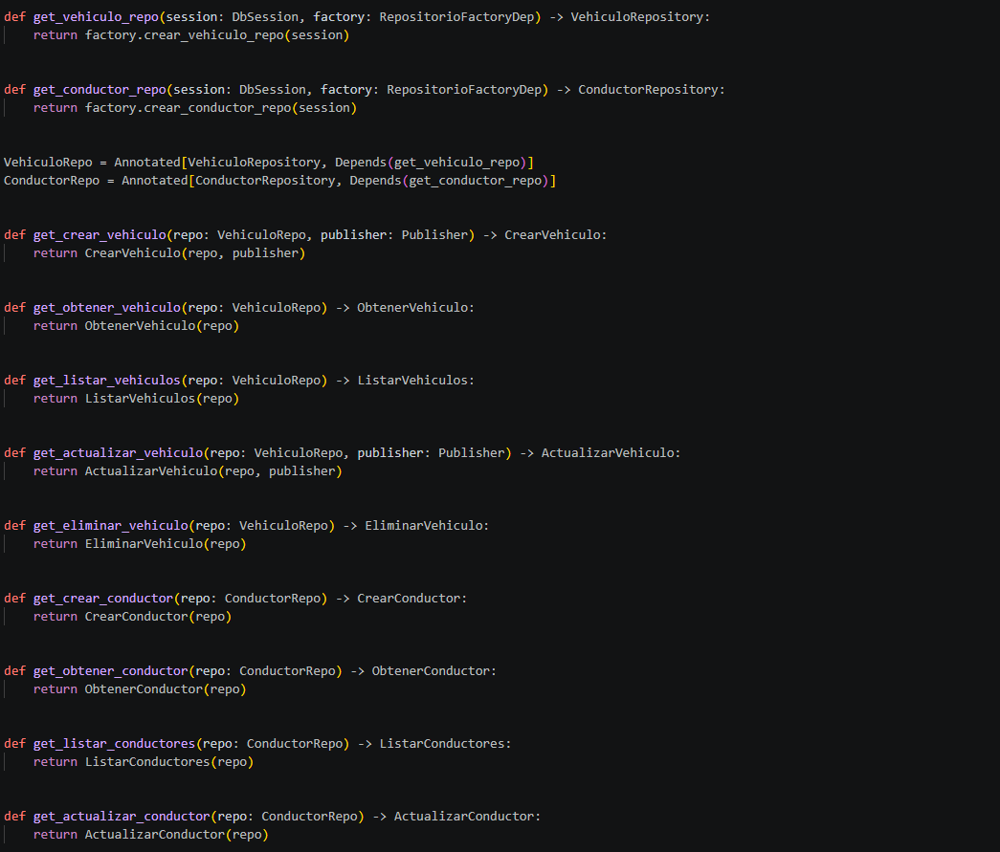 def get_vehiculo_repo(session: DbSession, factory: RepositorioFactoryDep) -> VehiculoRepository:
    return factory.crear_vehiculo_repo(session)
def get_conductor_repo(session: DbSession, factory: RepositorioFactoryDep) -> ConductorRepository:
    return factory.crear_conductor_repo(session)
VehiculoRepo = Annotated[VehiculoRepository, Depends(get_vehiculo_repo)]
ConductorRepo = Annotated[ConductorRepository, Depends(get_conductor_repo)]
def get_crear_vehiculo(repo: VehiculoRepo, publisher: Publisher) -> CrearVehiculo:
    return CrearVehiculo(repo, publisher)
def get_obtener_vehiculo(repo: VehiculoRepo) -> ObtenerVehiculo:
    return ObtenerVehiculo(repo)
def get_listar_vehiculos(repo: VehiculoRepo) -> ListarVehiculos:
    return ListarVehiculos(repo)
def get_actualizar_vehiculo(repo: VehiculoRepo, publisher: Publisher) -> ActualizarVehiculo:
    return ActualizarVehiculo(repo, publisher)
def get_eliminar_vehiculo(repo: VehiculoRepo) -> EliminarVehiculo:
    return EliminarVehiculo(repo)
def get_crear_conductor(repo: ConductorRepo) -> CrearConductor:
    return CrearConductor(repo)
def get_obtener_conductor(repo: ConductorRepo) -> ObtenerConductor:
    return ObtenerConductor(repo)
def get_listar_conductores(repo: ConductorRepo) -> ListarConductores:
    return ListarConductores(repo)
def get_actualizar_conductor(repo: ConductorRepo) -> ActualizarConductor:
    return ActualizarConductor(repo)